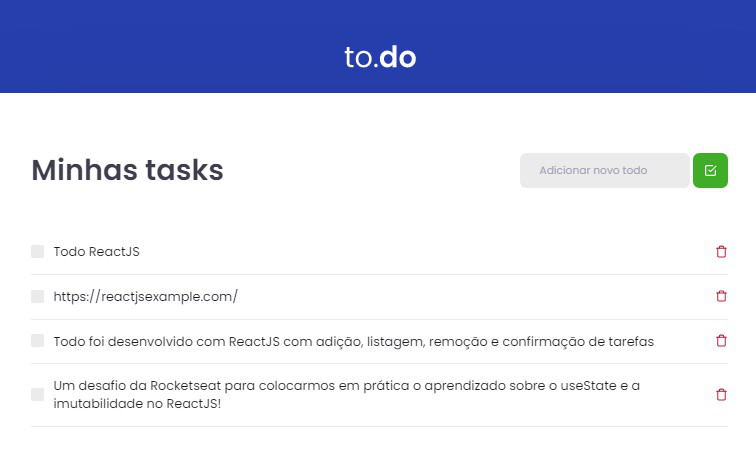 to.do
Minhas tasks
Adicionar novo todo
Todo ReactJS
https://reactjsexample.com/
Todo foi desenvolvido com ReactJS com adição, listagem, remoção e confirmação de tarefas
Um desafio da Rocketseat para colocarmos em prática o aprendizado sobre o useState e a
imutabilidade no ReactJS!